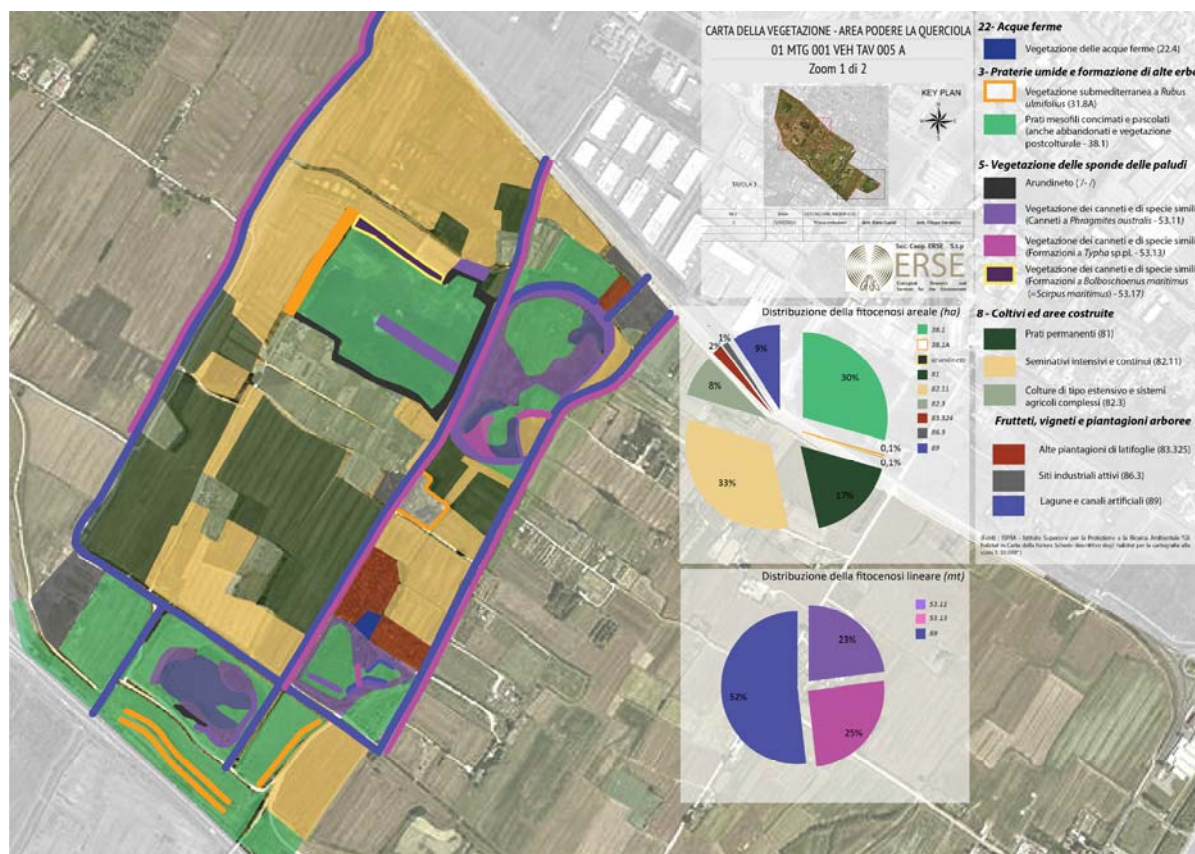 CARTA DELLA VEGETAZIONE - AREA PODERE LA QUERCIOLA
01 MTG 001 VEH TAV 005 A
Zoom 1 di 2
KEY PLAN
TAVOLA 3
Soc. Coop. ERSE S.t.p
ERSE
22- Acque ferme
Vegetazione delle acque ferme (22.4)
3- Praterie umide e formazione di alte erbe
Vegetazione submediterranea a Rubus
ulmifolius (31.8A)
Prati mesofili concimati e pascolati
(anche abbandonati e vegetazione
postcolturale - 38.1)
5- Vegetazione delle sponde delle paludi
Arundineto ( /- /)
Vegetazione dei canneti e di specie simili
(Canneti a Phragmites australis - 53.11)
Vegetazione dei canneti e di specie simili
(Formazioni a Typha sp.pl. - 53.13)
Vegetazione dei canneti e di specie simili
(Formazioni a Bolboschoenus maritimus
(=Scirpus maritimus) - 53.17)
8 - Coltivi ed aree costruite
Prati permanenti (81)
Seminativi intensivi e continui (82.11)
Colture di tipo estensivo e sistemi
agricoli complessi (82.3)
Frutteti, vigneti e piantagioni arboree
Alte piantagioni di latifoglie (83.325)
Siti industriali attivi (86.3)
Lagune e canali artificiali (89)
Distribuzione della fitocenosi areale (ha)
1%
2%
9%
8%
30%
0,1%
0,1%
33%
17%
38.1
38.1A
arundineto
81
82.11
82.3
83.324
86.3
89
Distribuzione della fitocenosi lineare (mt)
53.11
53.13
89
23%
52%
25%